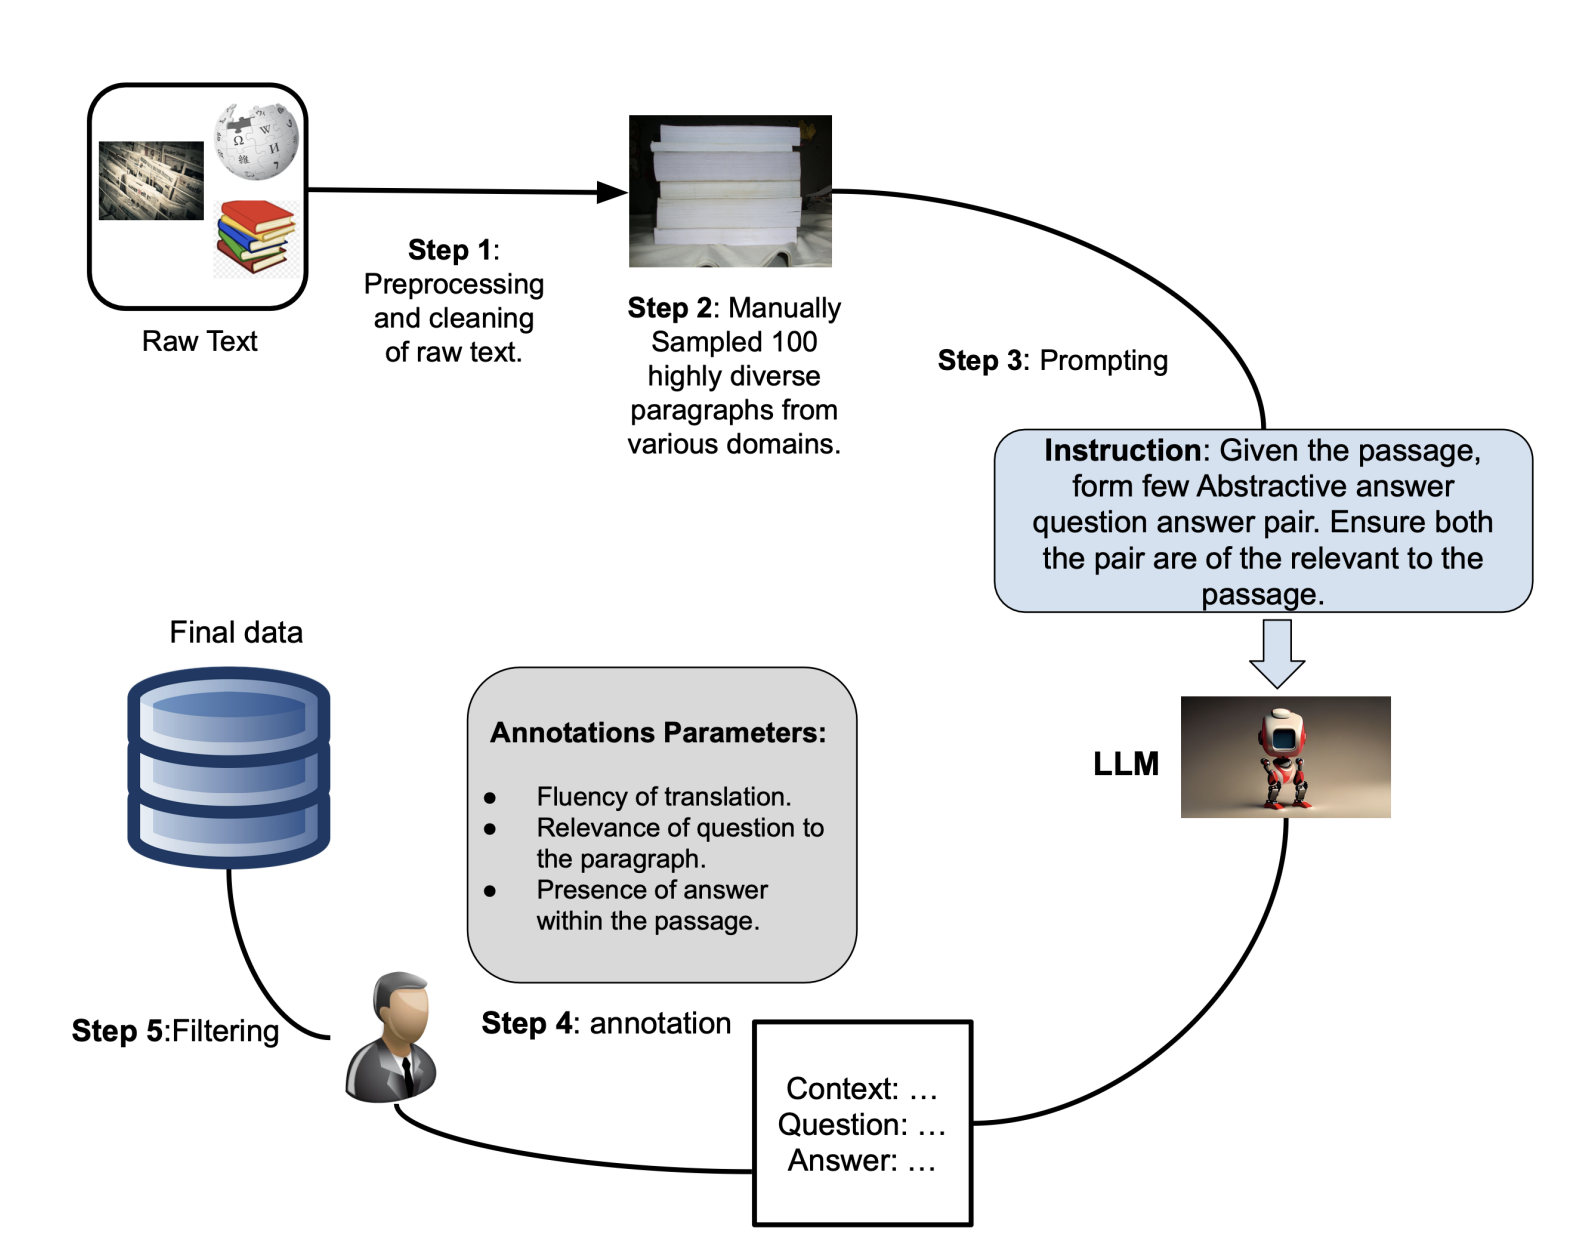 Raw Text
Step 1:
Preprocessing
and cleaning
of raw text.
Step 2: Manually
Sampled 100
highly diverse
paragraphs from
various domains.
Step 3: Prompting
Instruction: Given the passage,
form few Abstractive answer
question answer pair. Ensure both
the pair are of the relevant to the
passage.
LLM
Context: …
Question: …
Answer: …
Step 4: annotation
Annotations Parameters:
● Fluency of translation.
● Relevance of question to
the paragraph.
● Presence of answer
within the passage.
Step 5:Filtering
Final data